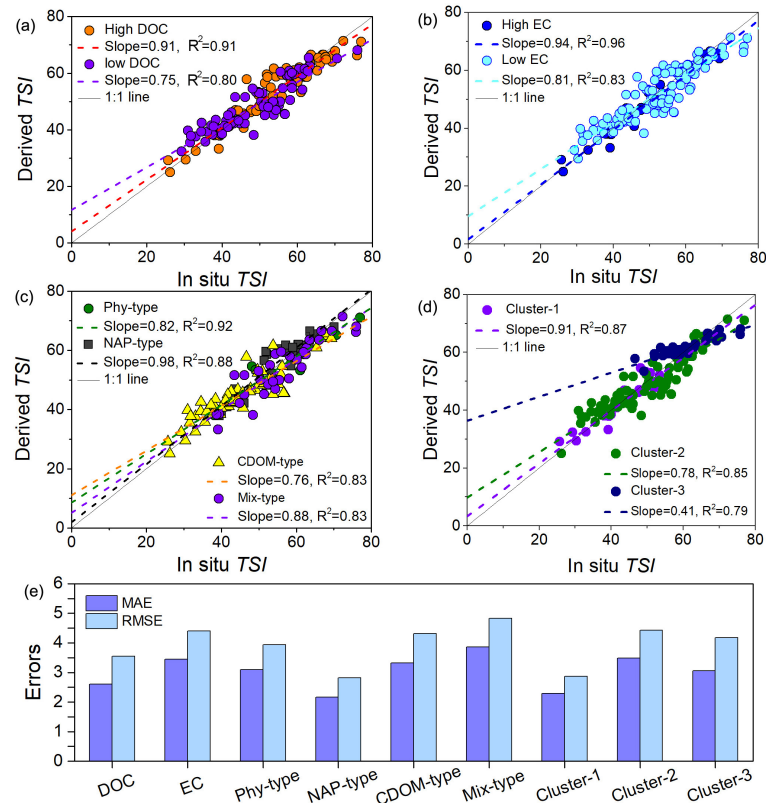 (a)
High DOC
Slope=0.91, R²=0.91
low DOC
Slope=0.75, R²=0.80
1:1 line
Derived TSI
80
60
40
20
0
0 20 40 60 80
In situ TSI
(b)
High EC
Slope=0.94, R²=0.96
Low EC
Slope=0.81, R²=0.83
1:1 line
Derived TSI
80
60
40
20
0
0 20 40 60 80
In situ TSI
(c)
Phy-type
Slope=0.82, R²=0.92
NAP-type
Slope=0.98, R²=0.88
1:1 line
CDOM-type
Slope=0.76, R²=0.83
Mix-type
Slope=0.88, R²=0.83
Derived TSI
80
60
40
20
0
0 20 40 60 80
In situ TSI
(d)
Cluster-1
Slope=0.91, R²=0.87
1:1 line
Cluster-2
Slope=0.78, R²=0.85
Cluster-3
Slope=0.41, R²=0.79
Derived TSI
80
60
40
20
0
0 20 40 60 80
In situ TSI
(e)
MAE
RMSE
Errors
6
5
4
3
2
1
0
DOC EC Phy-type NAP-type CDOM-type Mix-type Cluster-1 Cluster-2 Cluster-3